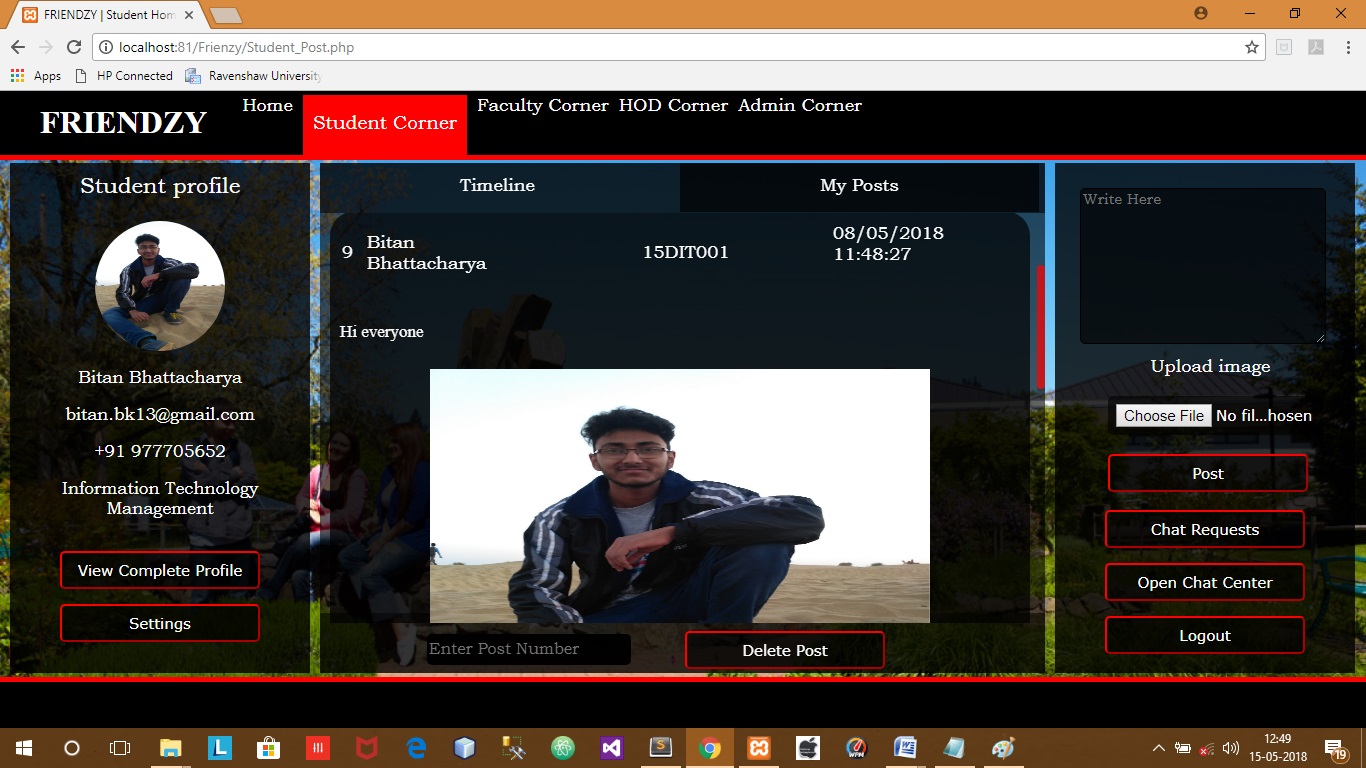 FRIENDZY | Student Hom
localhost:81/Frienzy/Student_Post.php
Apps HP Connected Ravenshaw University
FRIENDZY
Home Student Corner Faculty Corner HOD Corner Admin Corner
Student profile
Bitan Bhattacharya
bitan.bk13@gmail.com
+91 977705652
Information Technology
Management
View Complete Profile
Settings
Timeline My Posts
9 Bitan
Bhattacharya
15DIT001
08/05/2018
11:48:27
Hi everyone
Enter Post Number
Delete Post
Write Here
Upload image
Choose File No fil...hosen
Post
Chat Requests
Open Chat Center
Logout
12:49
15-05-2018
19